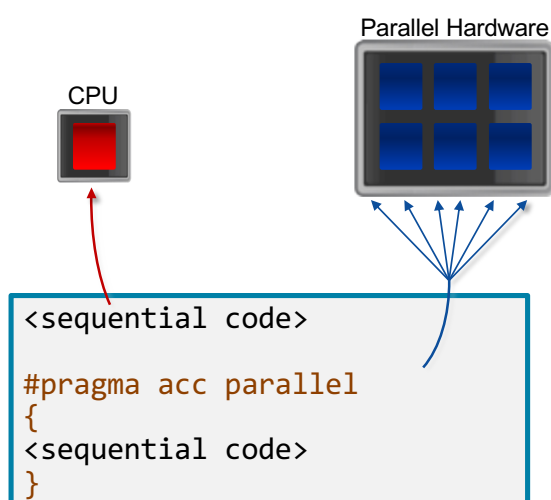 Parallel Hardware
CPU
<sequential code>
#pragma acc parallel
{
<sequential code>
}